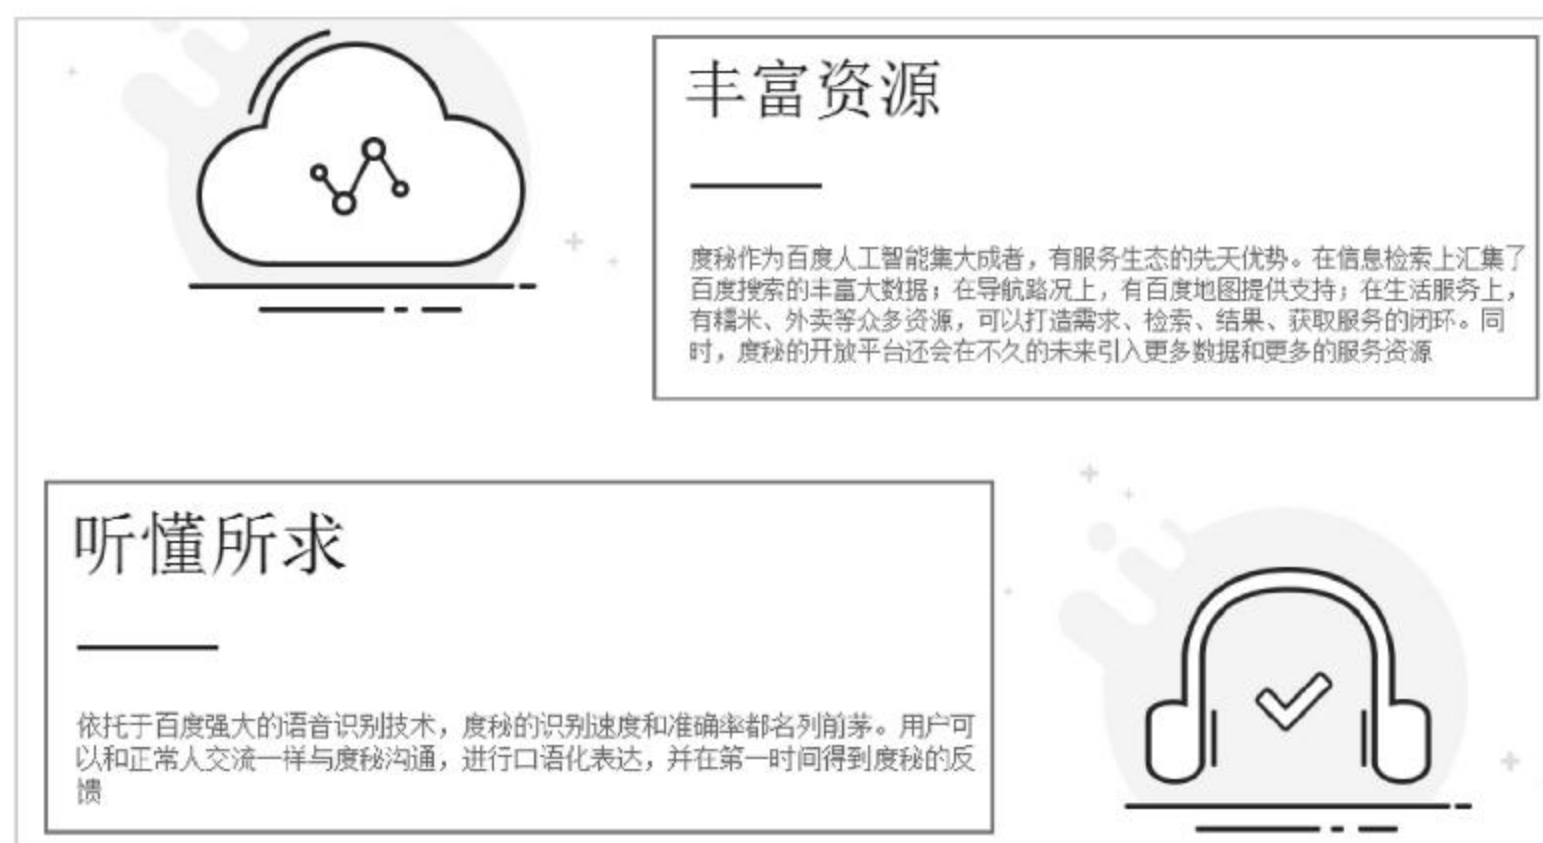 丰富资源
度秘作为百度人工智能集大成者，有服务生态的先天优势。在信息检索上汇集了
百度搜索的丰富大数据；在导航路况上，有百度地图提供支持；在生活服务上，
有糯米、外卖等众多资源，可以打造需求、检索、结果、获取服务的闭环。同
时，度秘的开放平台还会在不久的未来引入更多数据和更多的服务资源
听懂所求
依托于百度强大的语音识别技术，度秘的识别速度和准确率都名列前茅。用户可
以和正常人交流一样与度秘沟通，进行口语化表达，并在第一时间得到度秘的反
馈